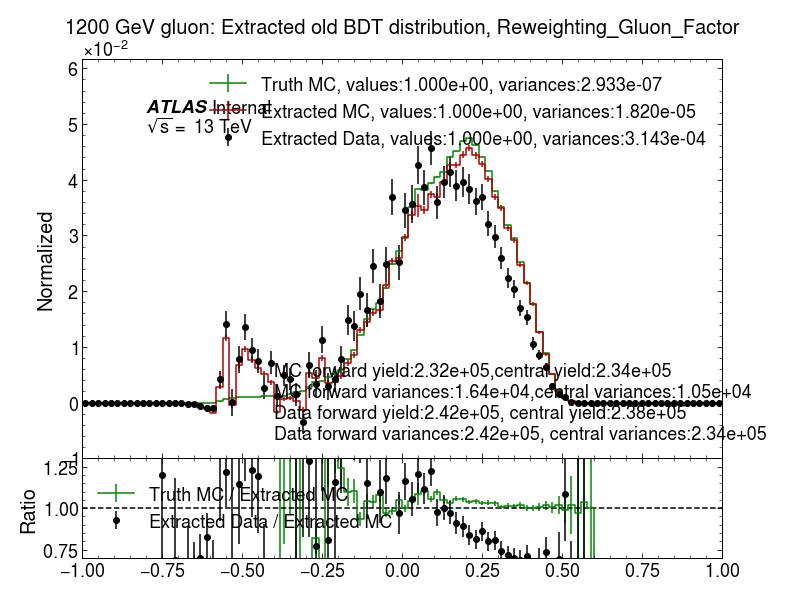 1200 GeV gluon: Extracted old BDT distribution, Reweighting_Gluon_Factor
×10⁻²
Truth MC, values:1.000e+00, variances:2.933e-07
ATLAS Internal
Extracted MC, values:1.000e+00, variances:1.820e-05
√s = 13 TeV
Extracted Data, values:1.000e+00, variances:3.143e-04
6
5
4
3
2
1
0
Normalized
MC forward yield:2.32e+05,central yield:2.34e+05
MC forward variances:1.64e+04,central variances:1.05e+04
Data forward yield:2.42e+05, central yield:2.38e+05
Data forward variances:2.42e+05, central variances:2.34e+05
1.25
1.00
0.75
Ratio
Truth MC / Extracted MC
Extracted Data / Extracted MC
−1.00 −0.75 −0.50 −0.25 0.00 0.25 0.50 0.75 1.00